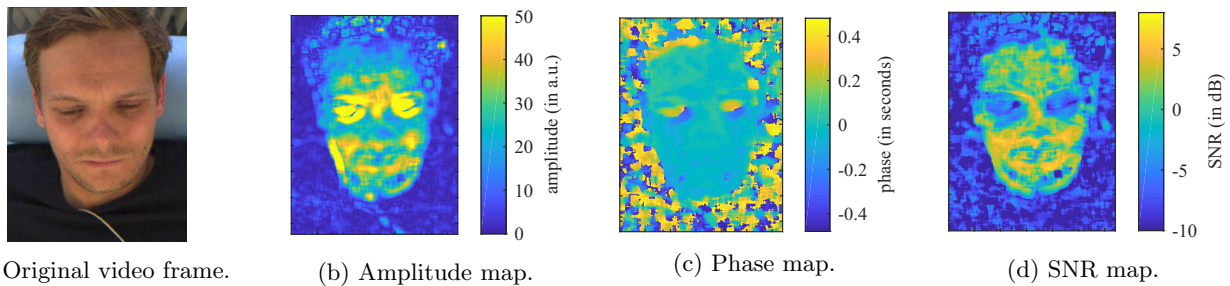 50
40
30
20
10
0
amplitude (in a.u.)
0.4
0.2
0
-0.2
-0.4
phase (in seconds)
5
0
-5
-10
SNR (in dB)
Original video frame.
(b) Amplitude map.
(c) Phase map.
(d) SNR map.